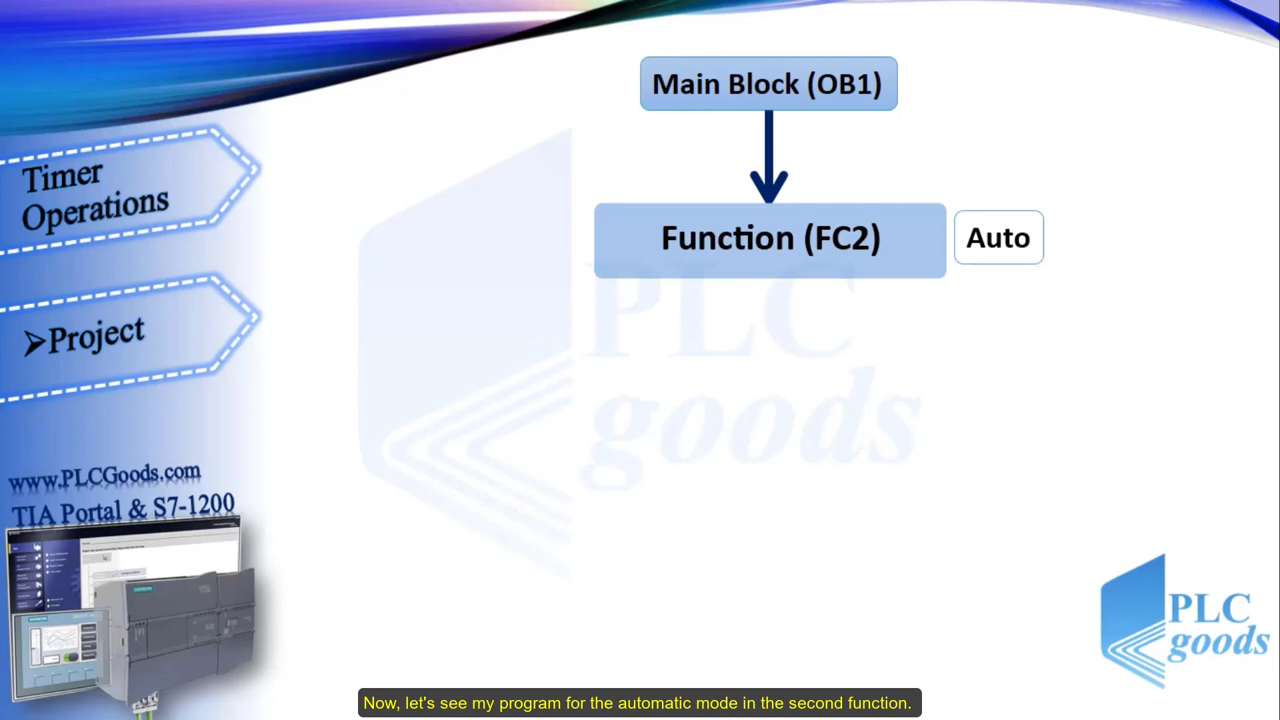 Main Block (OB1)
Function (FC2)
Auto
Timer
Operations
➢Project
www.PLCGoods.com
TIA Portal & S7-1200
SIEMENS
PLC
goods
PLC
goods
Now, let's see my program for the automatic mode in the second function.